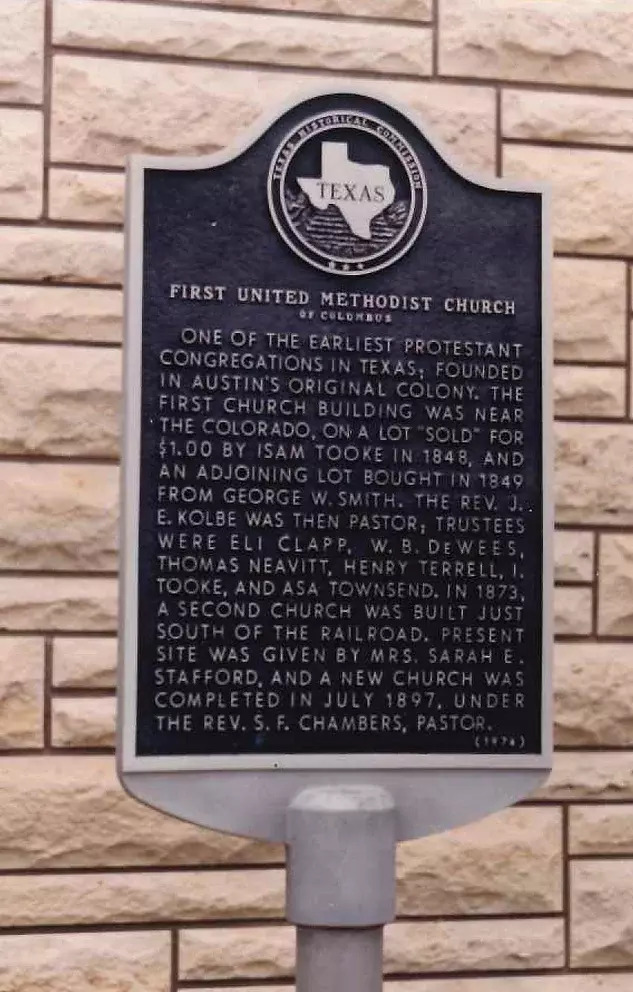 TEXAS HISTORICAL COMMISSION
TEXAS
FIRST UNITED METHODIST CHURCH
OF COLUMBUS
ONE OF THE EARLIEST PROTESTANT
CONGREGATIONS IN TEXAS; FOUNDED
IN AUSTIN'S ORIGINAL COLONY. THE
FIRST CHURCH BUILDING WAS NEAR
THE COLORADO, ON A LOT "SOLD" FOR
$1.00 BY ISAM TOOKE IN 1848, AND
AN ADJOINING LOT BOUGHT IN 1849
FROM GEORGE W. SMITH. THE REV. J.
E. KOLBE WAS THEN PASTOR; TRUSTEES
WERE ELI CLAPP, W. B. DeWEES,
THOMAS NEAVITT, HENRY TERRELL, I.
TOOKE, AND ASA TOWNSEND. IN 1873,
A SECOND CHURCH WAS BUILT JUST
SOUTH OF THE RAILROAD. PRESENT
SITE WAS GIVEN BY MRS. SARAH E.
STAFFORD, AND A NEW CHURCH WAS
COMPLETED IN JULY 1897, UNDER
THE REV. S. F. CHAMBERS, PASTOR.